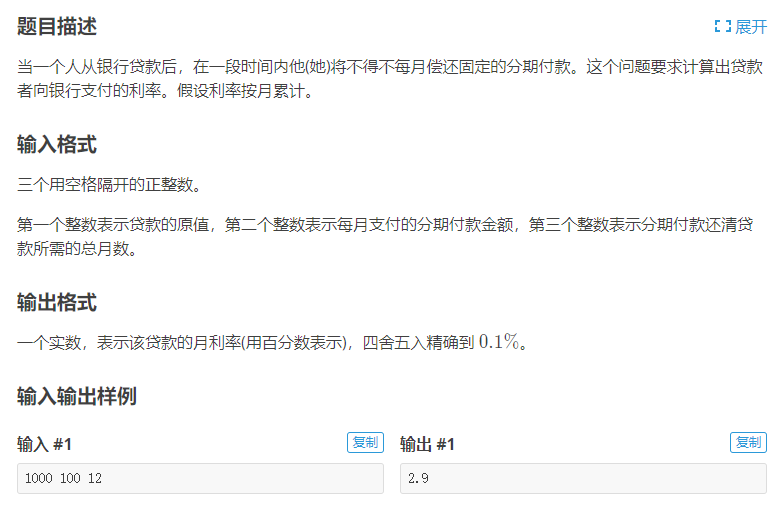 题目描述
展开
当一个人从银行贷款后，在一段时间内他(她)将不得不每月偿还固定的分期付款。这个问题要求计算出贷款
者向银行支付的利率。假设利率按月累计。
输入格式
三个用空格隔开的正整数。
第一个整数表示贷款的原值，第二个整数表示每月支付的分期付款金额，第三个整数表示分期付款还清贷
款所需的总月数。
输出格式
一个实数，表示该贷款的月利率(用百分数表示)，四舍五入精确到 0.1%。
输入输出样例
输入 #1
复制
1000 100 12
输出 #1
复制
2.9